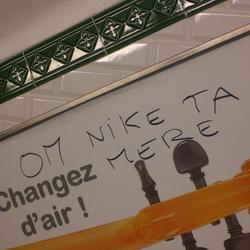 OM NIKE TA
MERE
Changez
d'air !